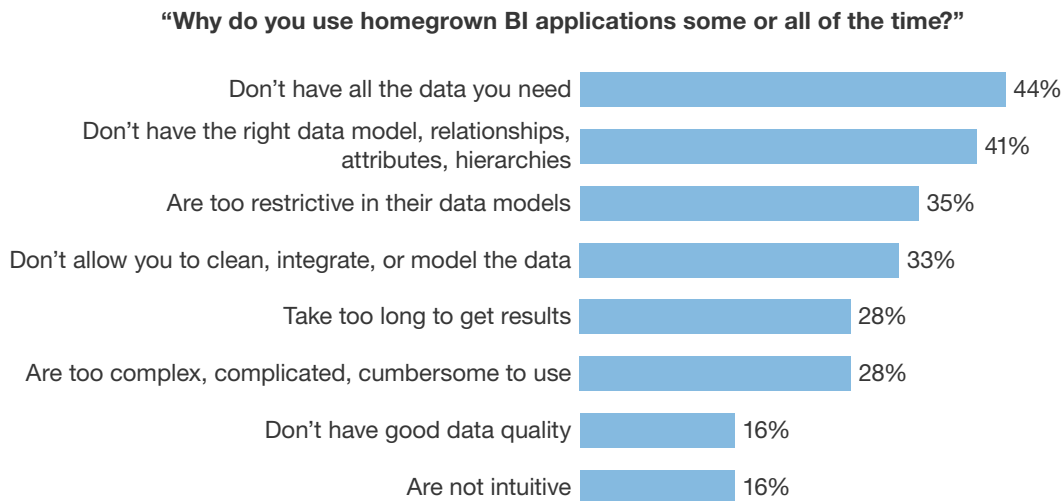 “Why do you use homegrown BI applications some or all of the time?”
Don’t have all the data you need 44%
Don’t have the right data model, relationships,
attributes, hierarchies 41%
Are too restrictive in their data models 35%
Don’t allow you to clean, integrate, or model the data 33%
Take too long to get results 28%
Are too complex, complicated, cumbersome to use 28%
Don’t have good data quality 16%
Are not intuitive 16%